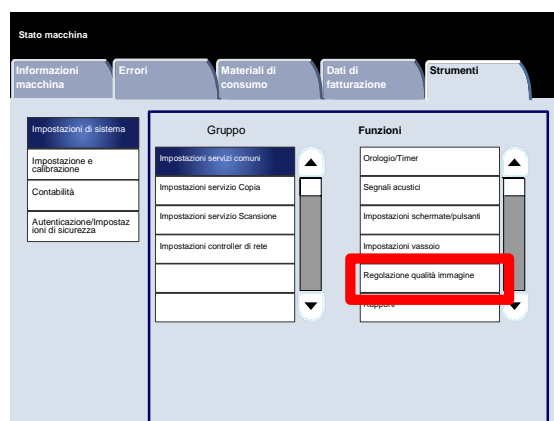 Stato macchina
Informazioni
macchina
Errori
Materiali di
consumo
Dati di
fatturazione
Strumenti
Impostazioni di sistema
Impostazione e
calibrazione
Contabilità
Autenticazione/Impostaz
ioni di sicurezza
Gruppo
Impostazioni servizi comuni
Impostazioni servizio Copia
Impostazioni servizio Scansione
Impostazioni controller di rete
Funzioni
Orologio/Timer
Segnali acustici
Impostazioni schermate/pulsanti
Impostazioni vassoio
Regolazione qualità immagine
Rapporti